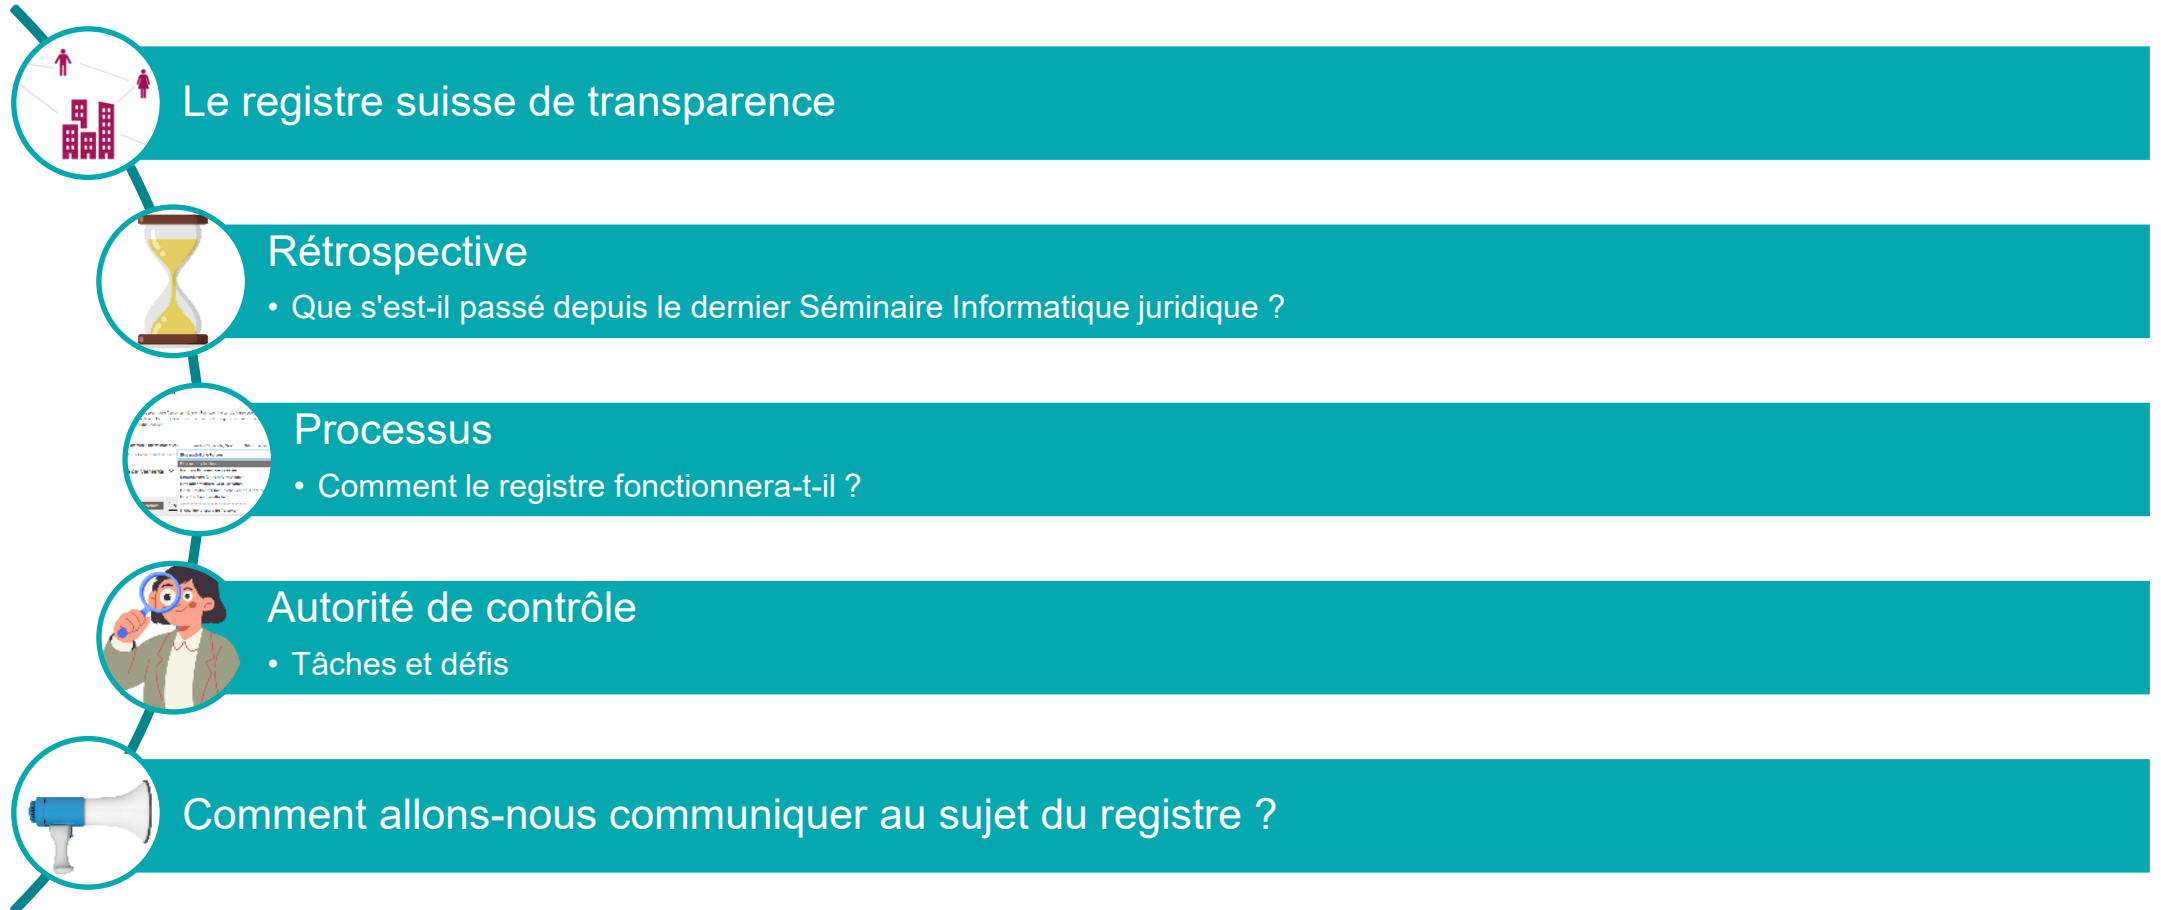 Le registre suisse de transparence
Rétrospective
• Que s'est-il passé depuis le dernier Séminaire Informatique juridique ?
Processus
• Comment le registre fonctionnera-t-il ?
Autorité de contrôle
• Tâches et défis
Comment allons-nous communiquer au sujet du registre ?